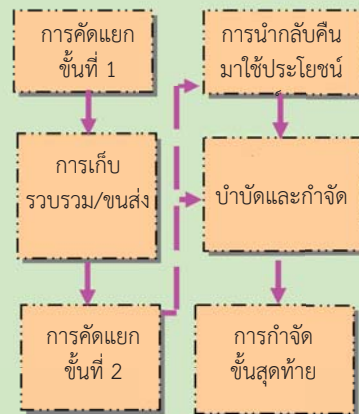 การคัดแยก
ขั้นที่ 1
การเก็บ
รวบรวม/ขนส่ง
การคัดแยก
ขั้นที่ 2
การนำกลับคืน
มาใช้ประโยชน์
บำบัดและกำจัด
การกำจัด
ขั้นสุดท้าย